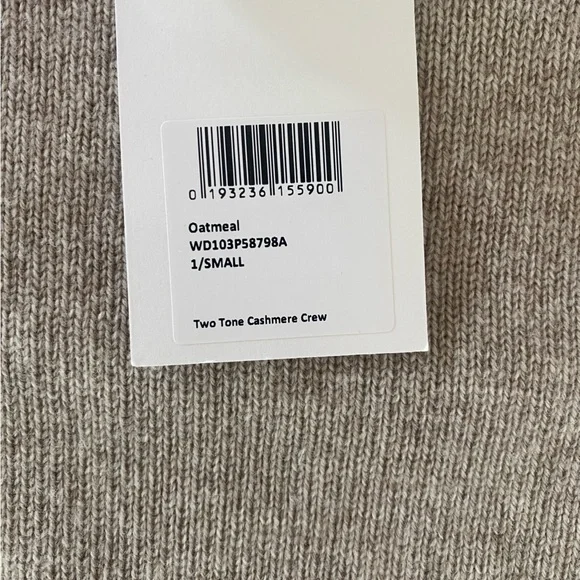 0 193236 155900
Oatmeal
WD103P58798A
1/SMALL
Two Tone Cashmere Crew